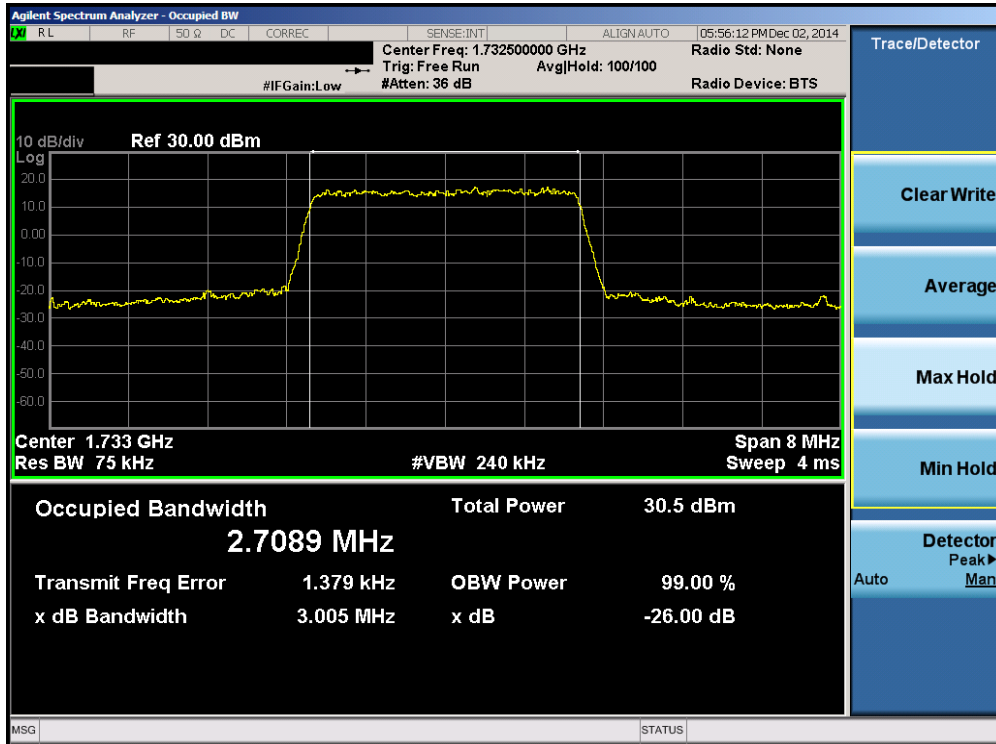 Agilent Spectrum Analyzer - Occupied BW
LXI RL RF 50 Ω DC CORREC SENSE:INT ALIGN AUTO 05:56:12 PM Dec 02, 2014
Center Freq: 1.732500000 GHz Radio Std: None
Trig: Free Run Avg|Hold: 100/100
#IFGain:Low #Atten: 36 dB Radio Device: BTS
10 dB/div Ref 30.00 dBm
Log
20.0
10.0
0.00
-10.0
-20.0
-30.0
-40.0
-50.0
-60.0
Center 1.733 GHz Span 8 MHz
Res BW 75 kHz #VBW 240 kHz Sweep 4 ms
Occupied Bandwidth Total Power 30.5 dBm
2.7089 MHz
Transmit Freq Error 1.379 kHz OBW Power 99.00 %
x dB Bandwidth 3.005 MHz x dB -26.00 dB
Trace/Detector
Clear Write
Average
Max Hold
Min Hold
Detector
Peak▶
Auto Man
MSG STATUS